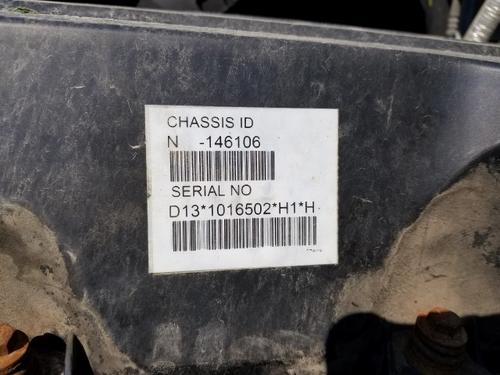 CHASSIS ID
N -146106
SERIAL NO
D13*1016502*H1*H